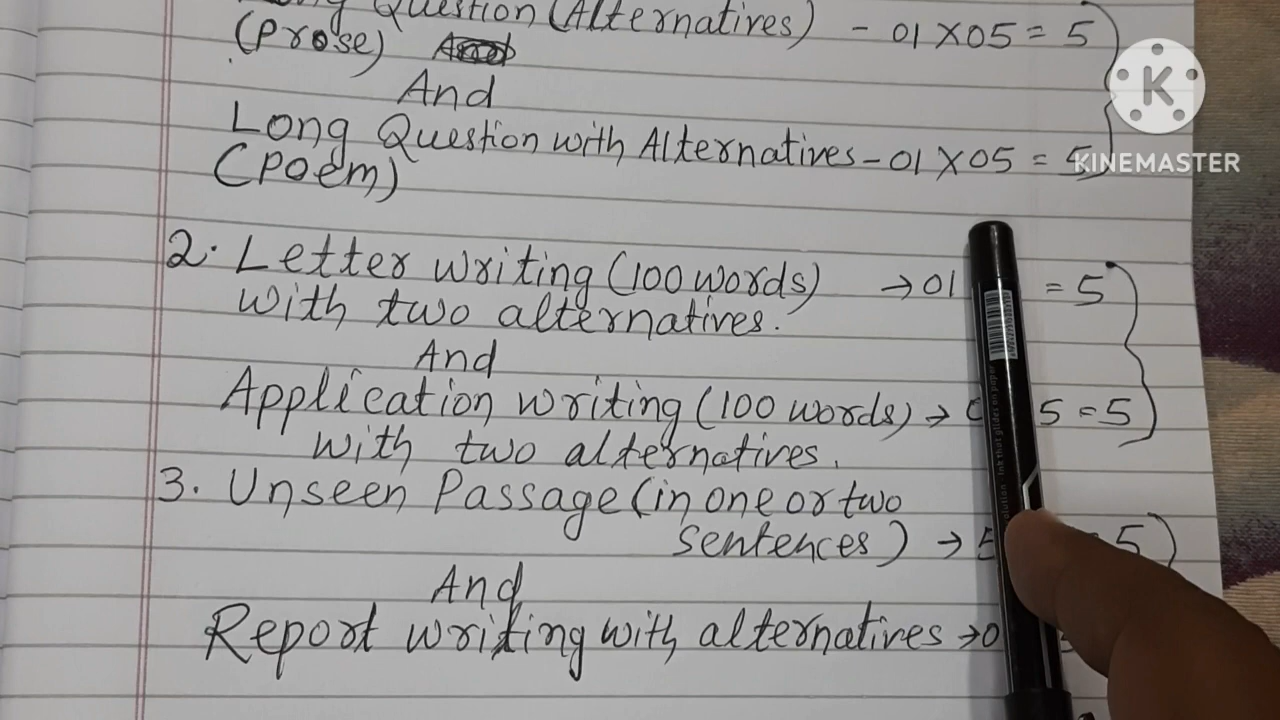 Question (Alternatives) - 01 X 05 = 5
(Prose)
And
Long Question with Alternatives - 01 X 05 = 5
(Poem)
2. Letter writing (100 words) → 01 = 5
with two alternatives.
And
Application writing (100 words) → 5 = 5
with two alternatives.
3. Unseen Passage (in one or two
sentences) → 5 = 5
And
Report writing with alternatives → 0
K
KINEMASTER